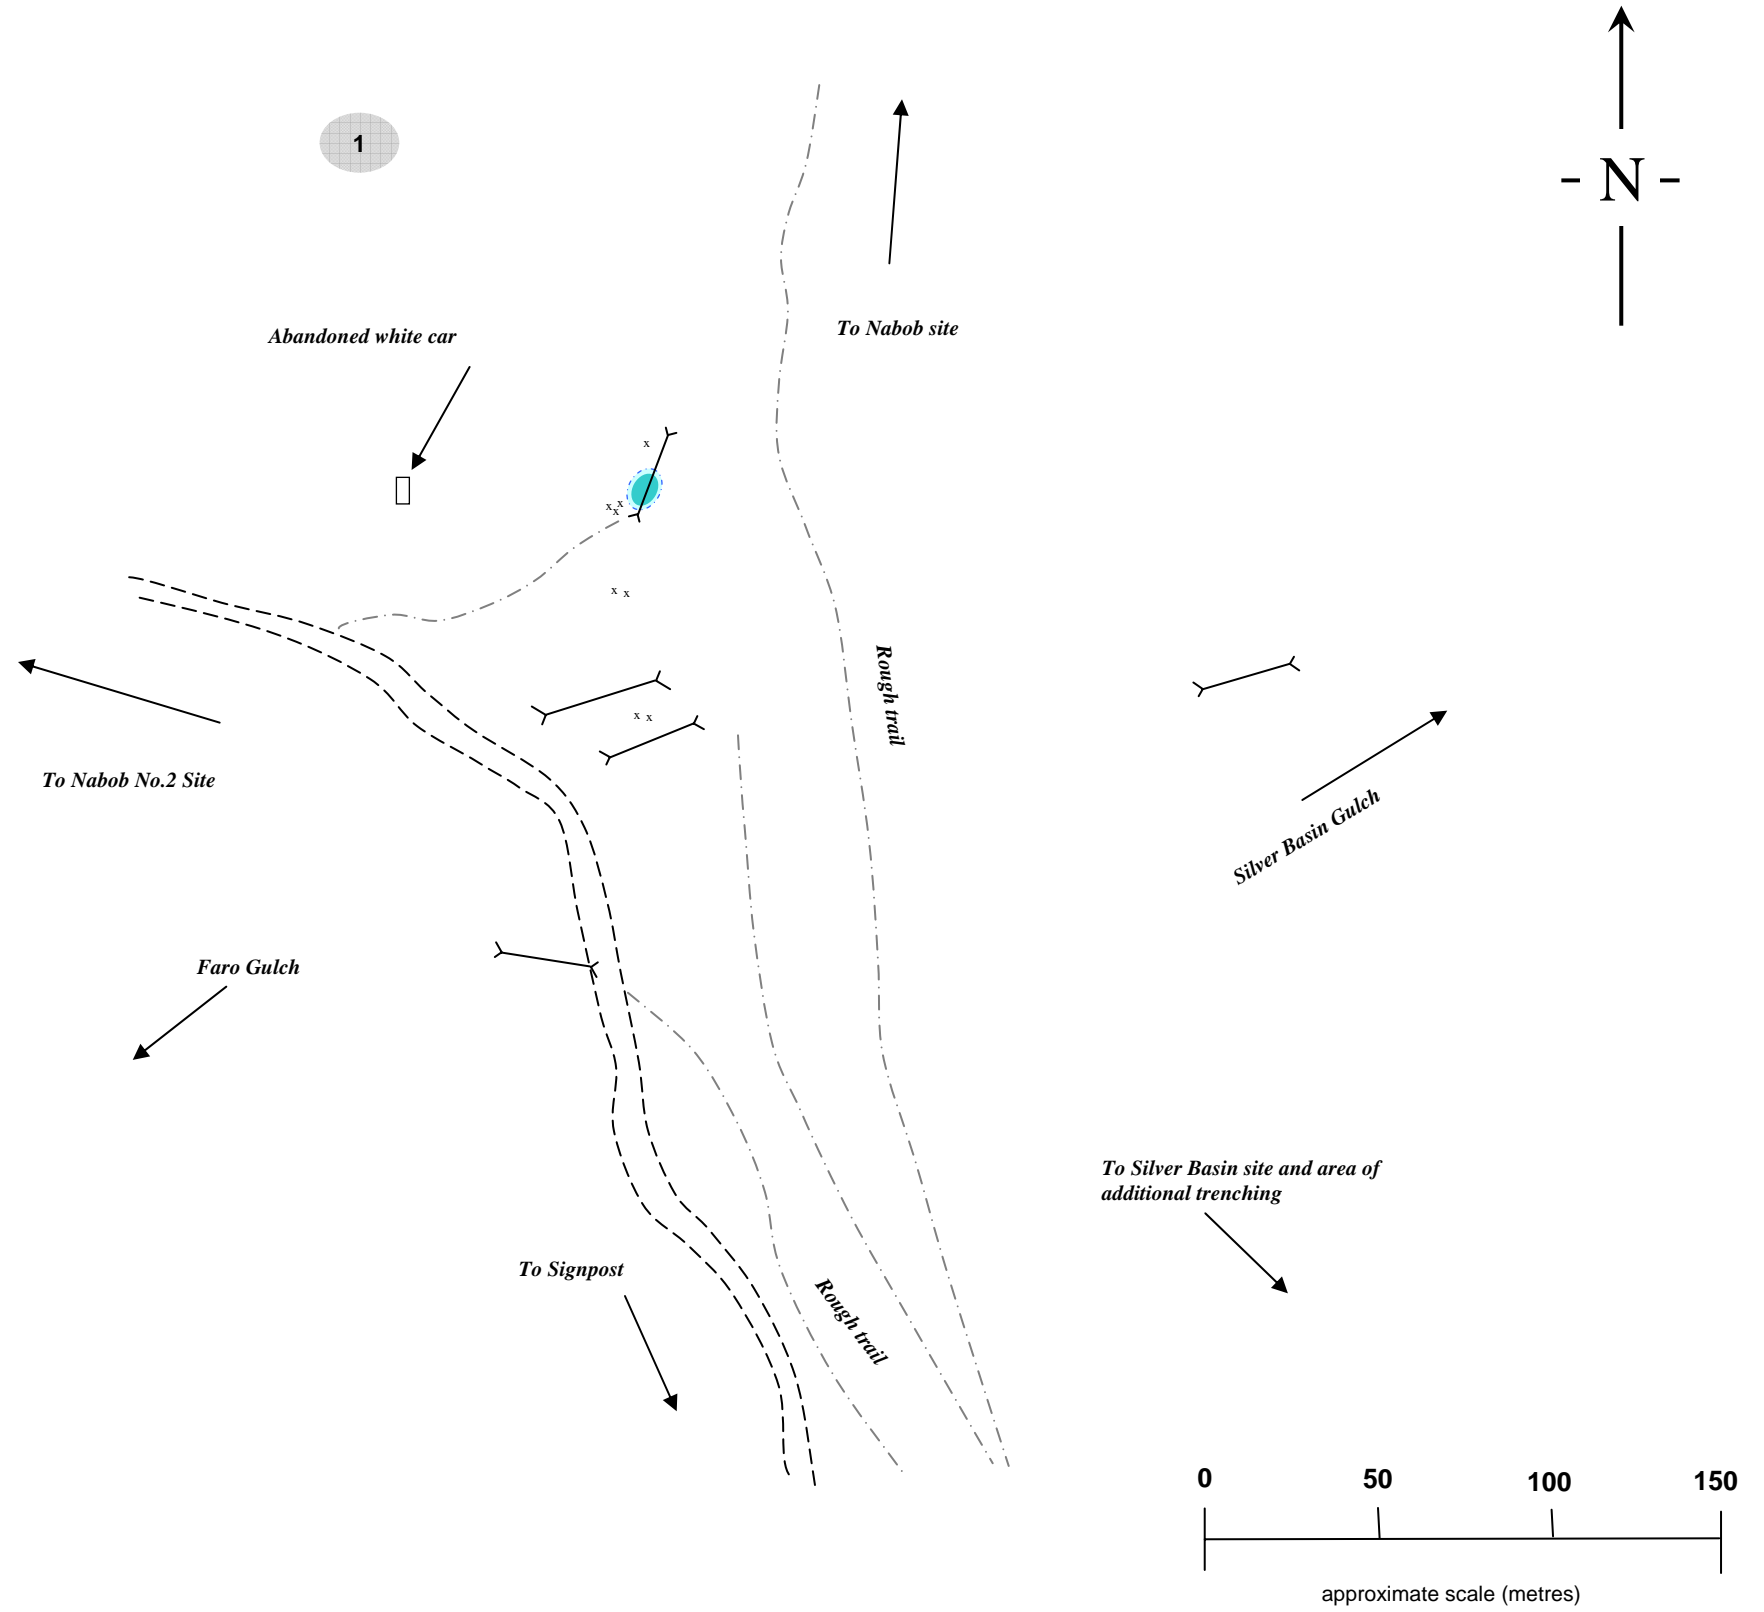 1
- N -
To Nabob site
Abandoned white car
x
x
x
x
x x
Rough trail
x x
To Nabob No.2 Site
Silver Basin Gulch
Faro Gulch
To Silver Basin site and area of
additional trenching
To Signpost
Rough trail
0 50 100 150
approximate scale (metres)